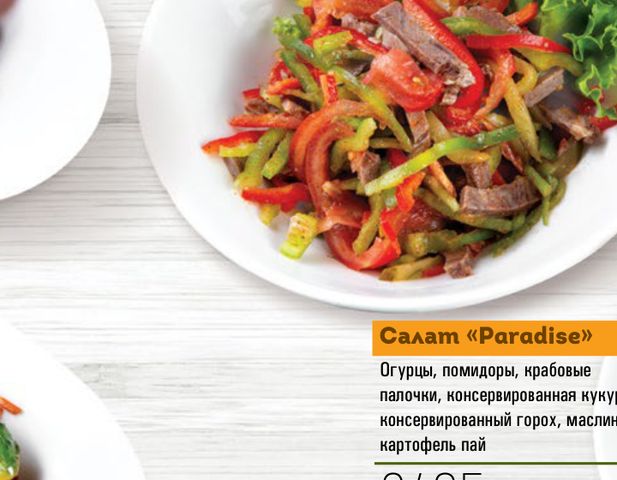 Салат «Paradise»
Огурцы, помидоры, крабовые
палочки, консервированная
консервированный горох,
картофель пай